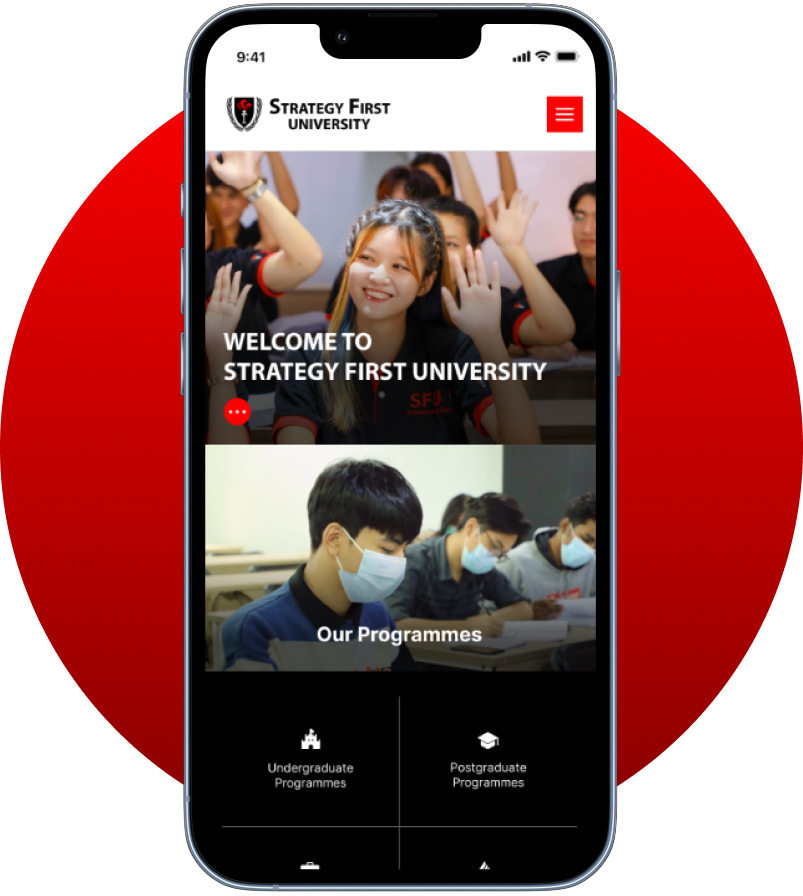 9:41
STRATEGY FIRST
UNIVERSITY
WELCOME TO
STRATEGY FIRST UNIVERSITY
SFU
Our Programmes
Undergraduate
Programmes
Postgraduate
Programmes